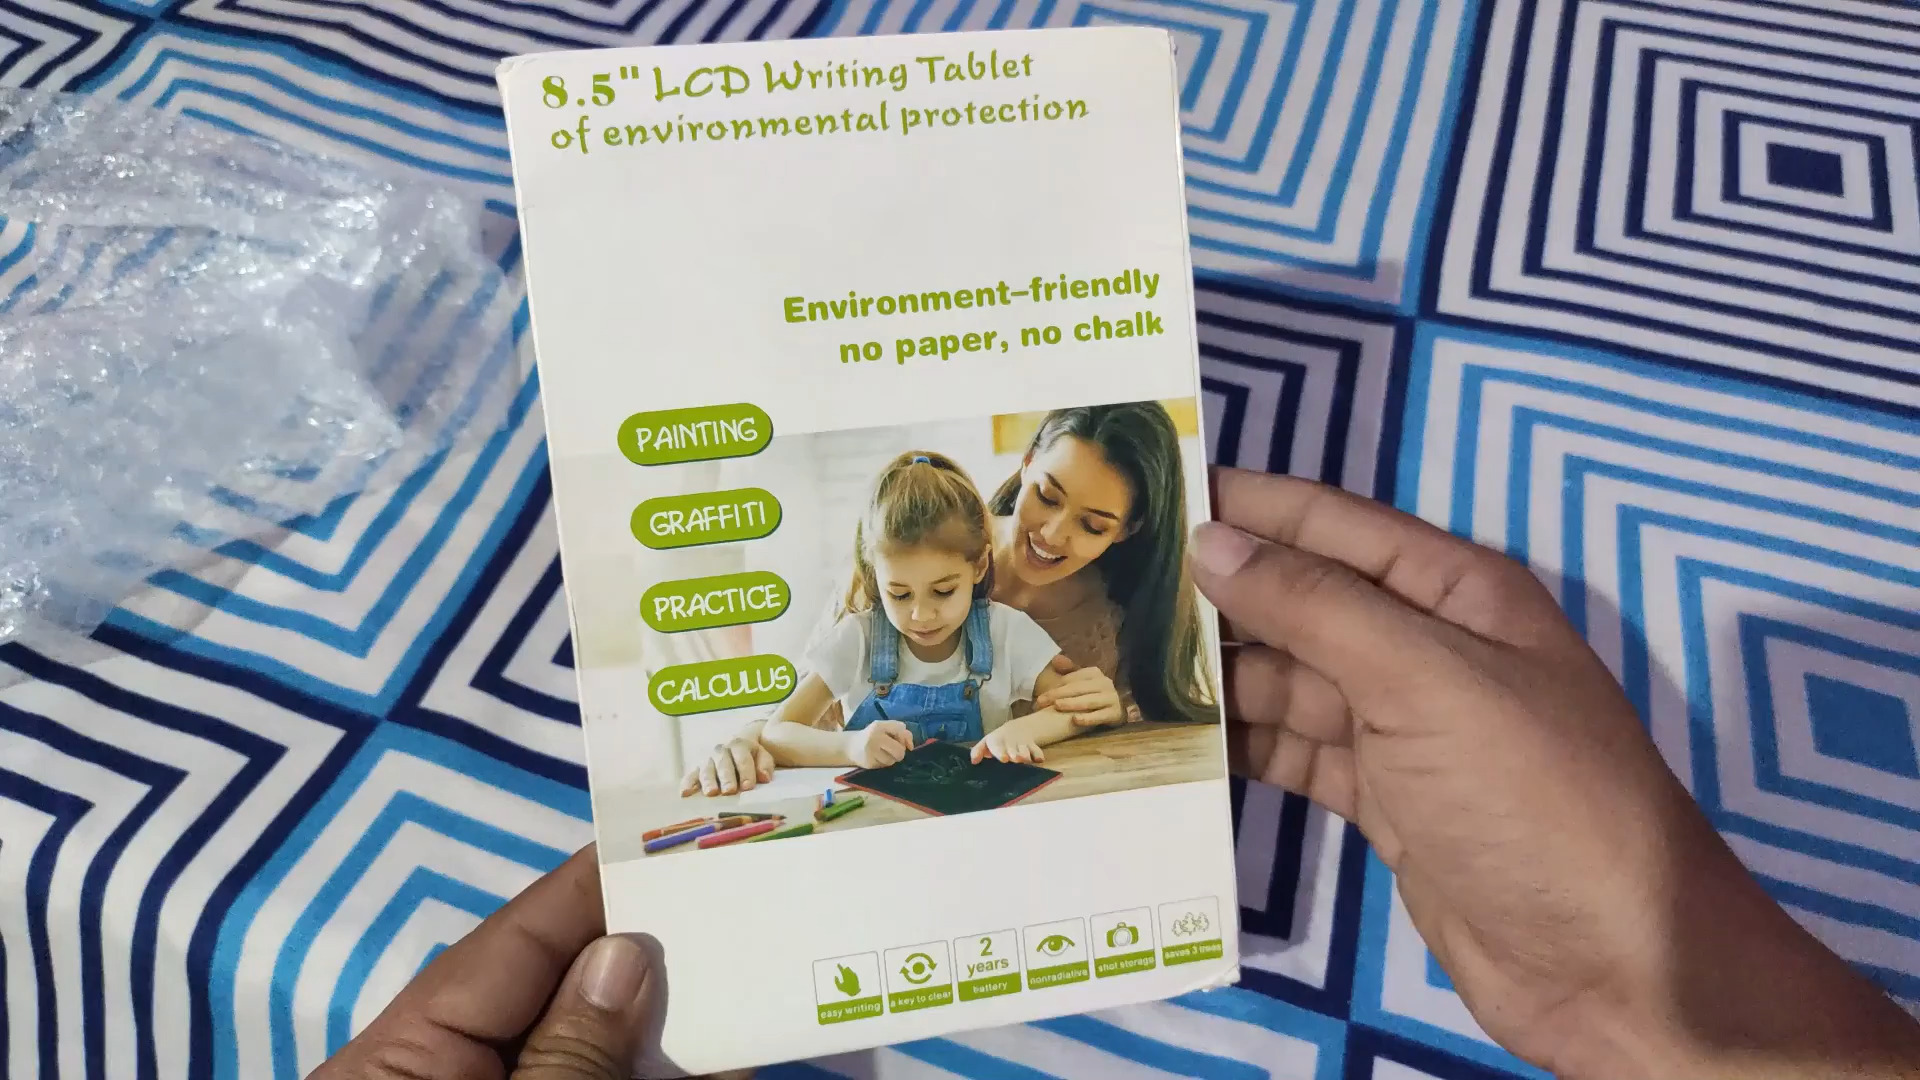 8.5" LCD Writing Tablet
of environmental protection
Environment-friendly
no paper, no chalk
PAINTING
GRAFFITI
PRACTICE
CALCULUS
easy writing
a key to clear
2
years
battery
nonradiative
shot storage
saves 3 trees